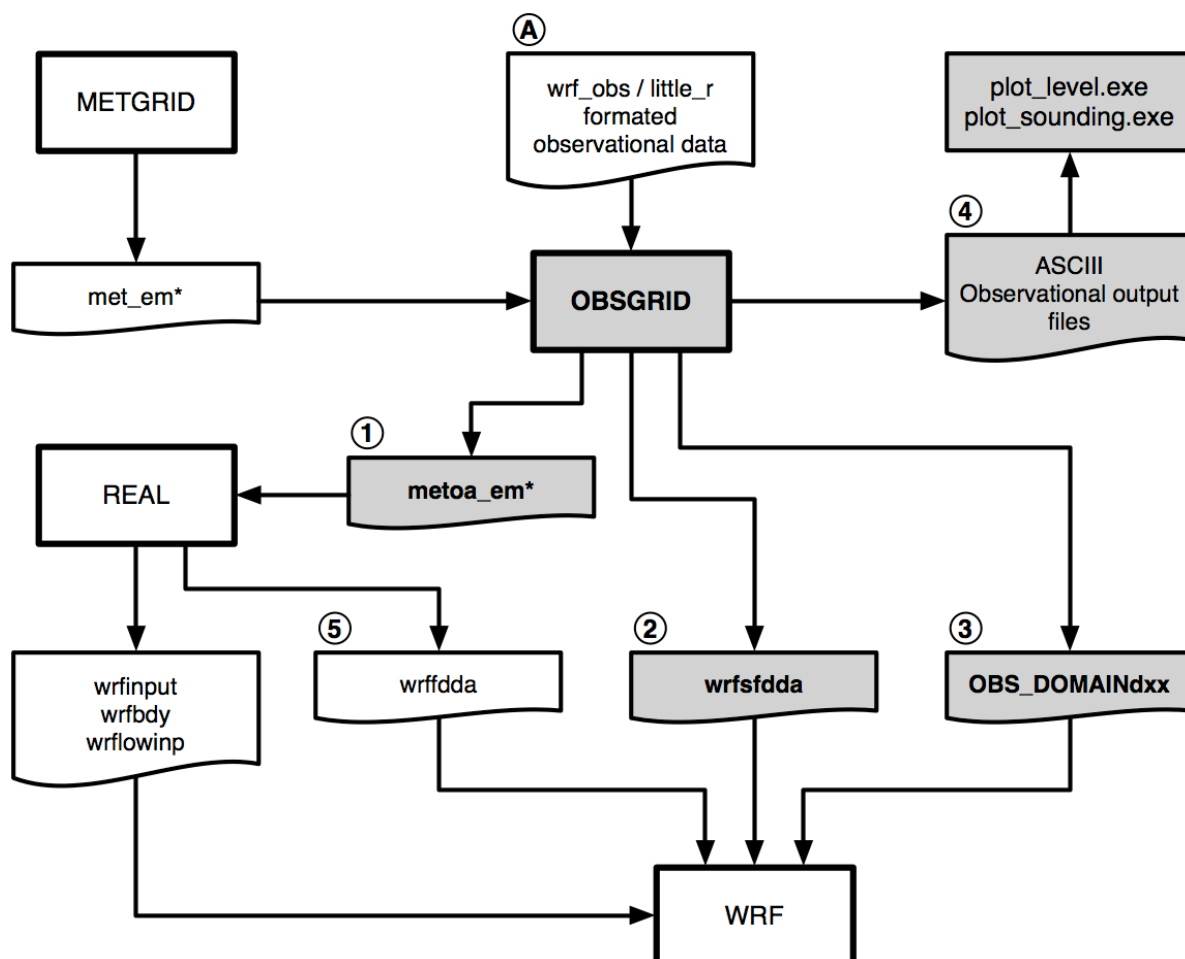 METGRID
Ⓐ
wrf_obs / little_r
formated
observational data
plot_level.exe
plot_sounding.exe
met_em*
OBSGRID
④
ASCIII
Observational output
files
①
REAL
metoa_em*
wrfinput
wrfbdy
wrflowinp
⑤
wrffdda
②
wrfsfdda
③
OBS_DOMAINdxx
WRF